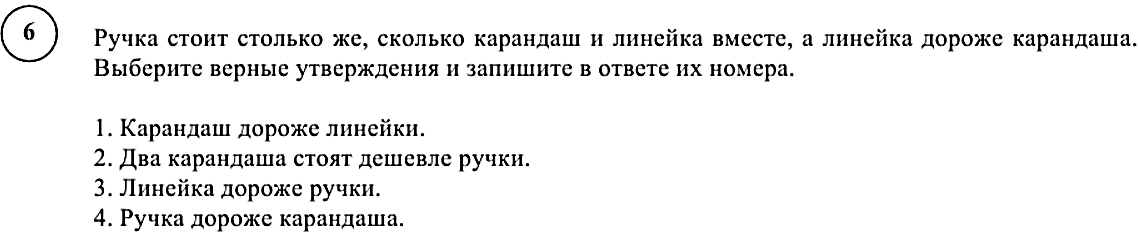 6
Ручка стоит столько же, сколько карандаш и линейка вместе, а линейка дороже карандаша.
Выберите верные утверждения и запишите в ответе их номера.
1. Карандаш дороже линейки.
2. Два карандаша стоят дешевле ручки.
3. Линейка дороже ручки.
4. Ручка дороже карандаша.